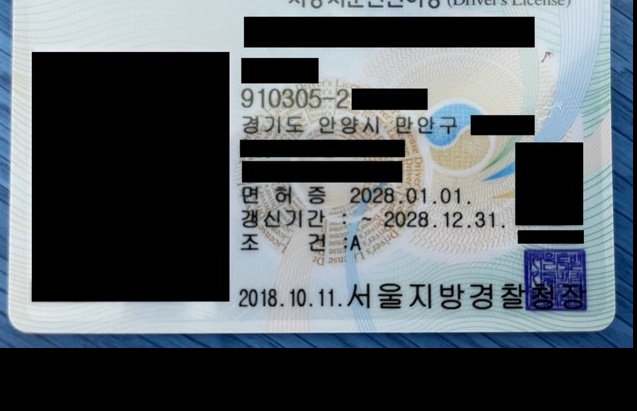 (Driver's License)
910305-2
경기도 안양시 만안구
면 허 증 2028.01.01.
갱신기간 : ~ 2028.12.31.
조 건 :A
2018.10.11.서울지방경찰청장